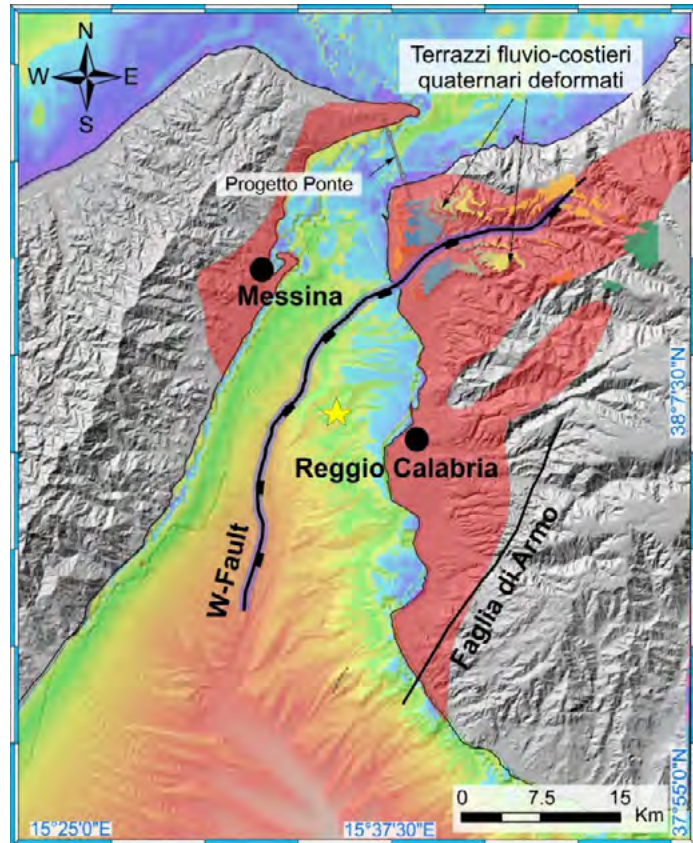 N
W E
S
Terrazzi fluvio-costieri
quaternari deformati
Progetto Ponte
Messina
38°7'30"N
Reggio Calabria
W-Fault
Faglia di Armo
0 7.5 15
Km
37°55'0"N
15°25'0"E 15°37'30"E